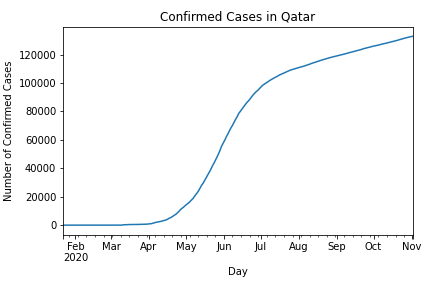 Confirmed Cases in Qatar
Number of Confirmed Cases
120000
100000
80000
60000
40000
20000
0
Feb Mar Apr May Jun Jul Aug Sep Oct Nov
2020
Day